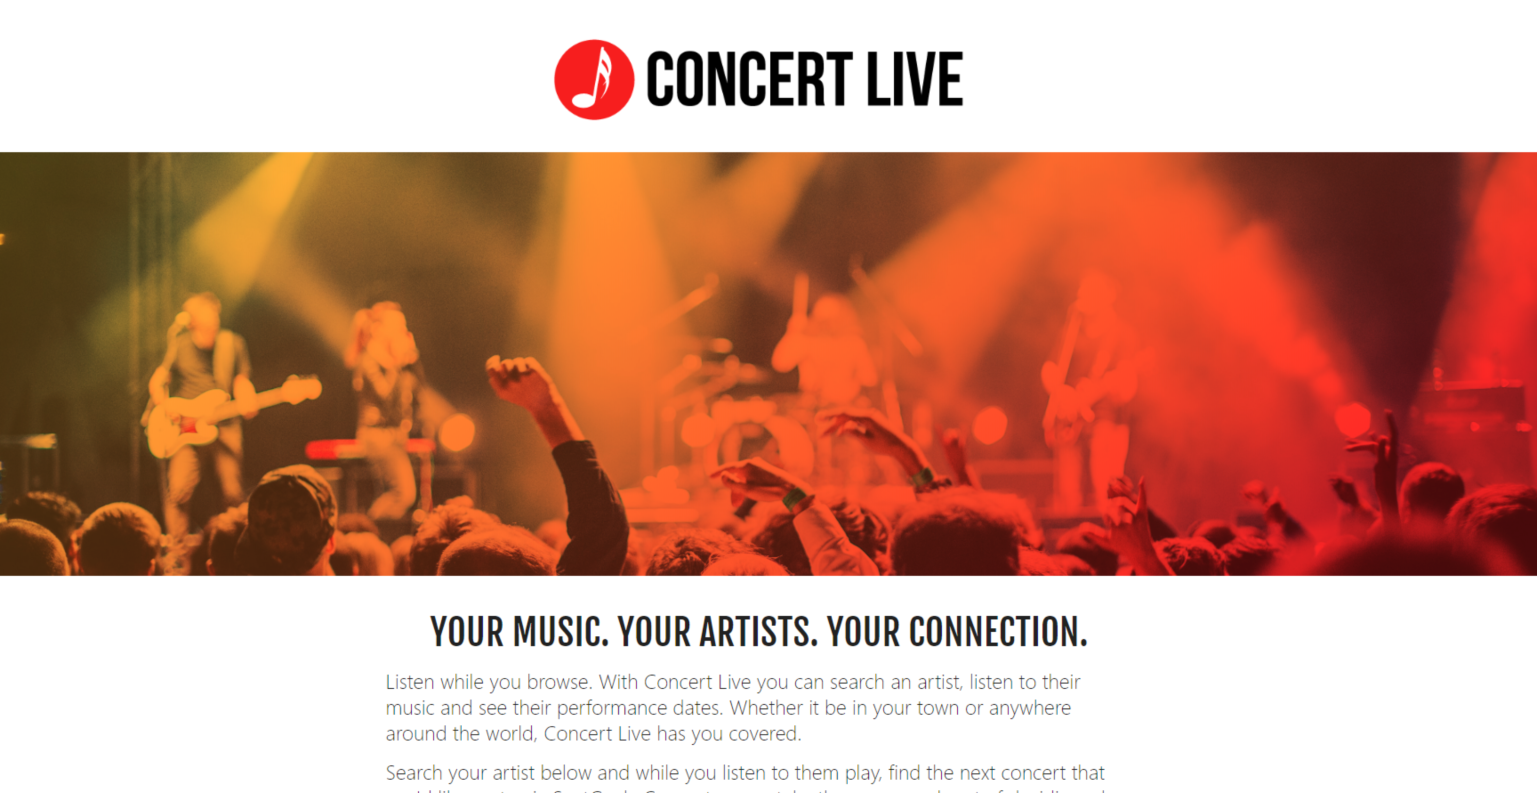 CONCERT LIVE
YOUR MUSIC. YOUR ARTISTS. YOUR CONNECTION.
Listen while you browse. With Concert Live you can search an artist, listen to their
music and see their performance dates. Whether it be in your town or anywhere
around the world, Concert Live has you covered.
Search your artist below and while you listen to them play, find the next concert that